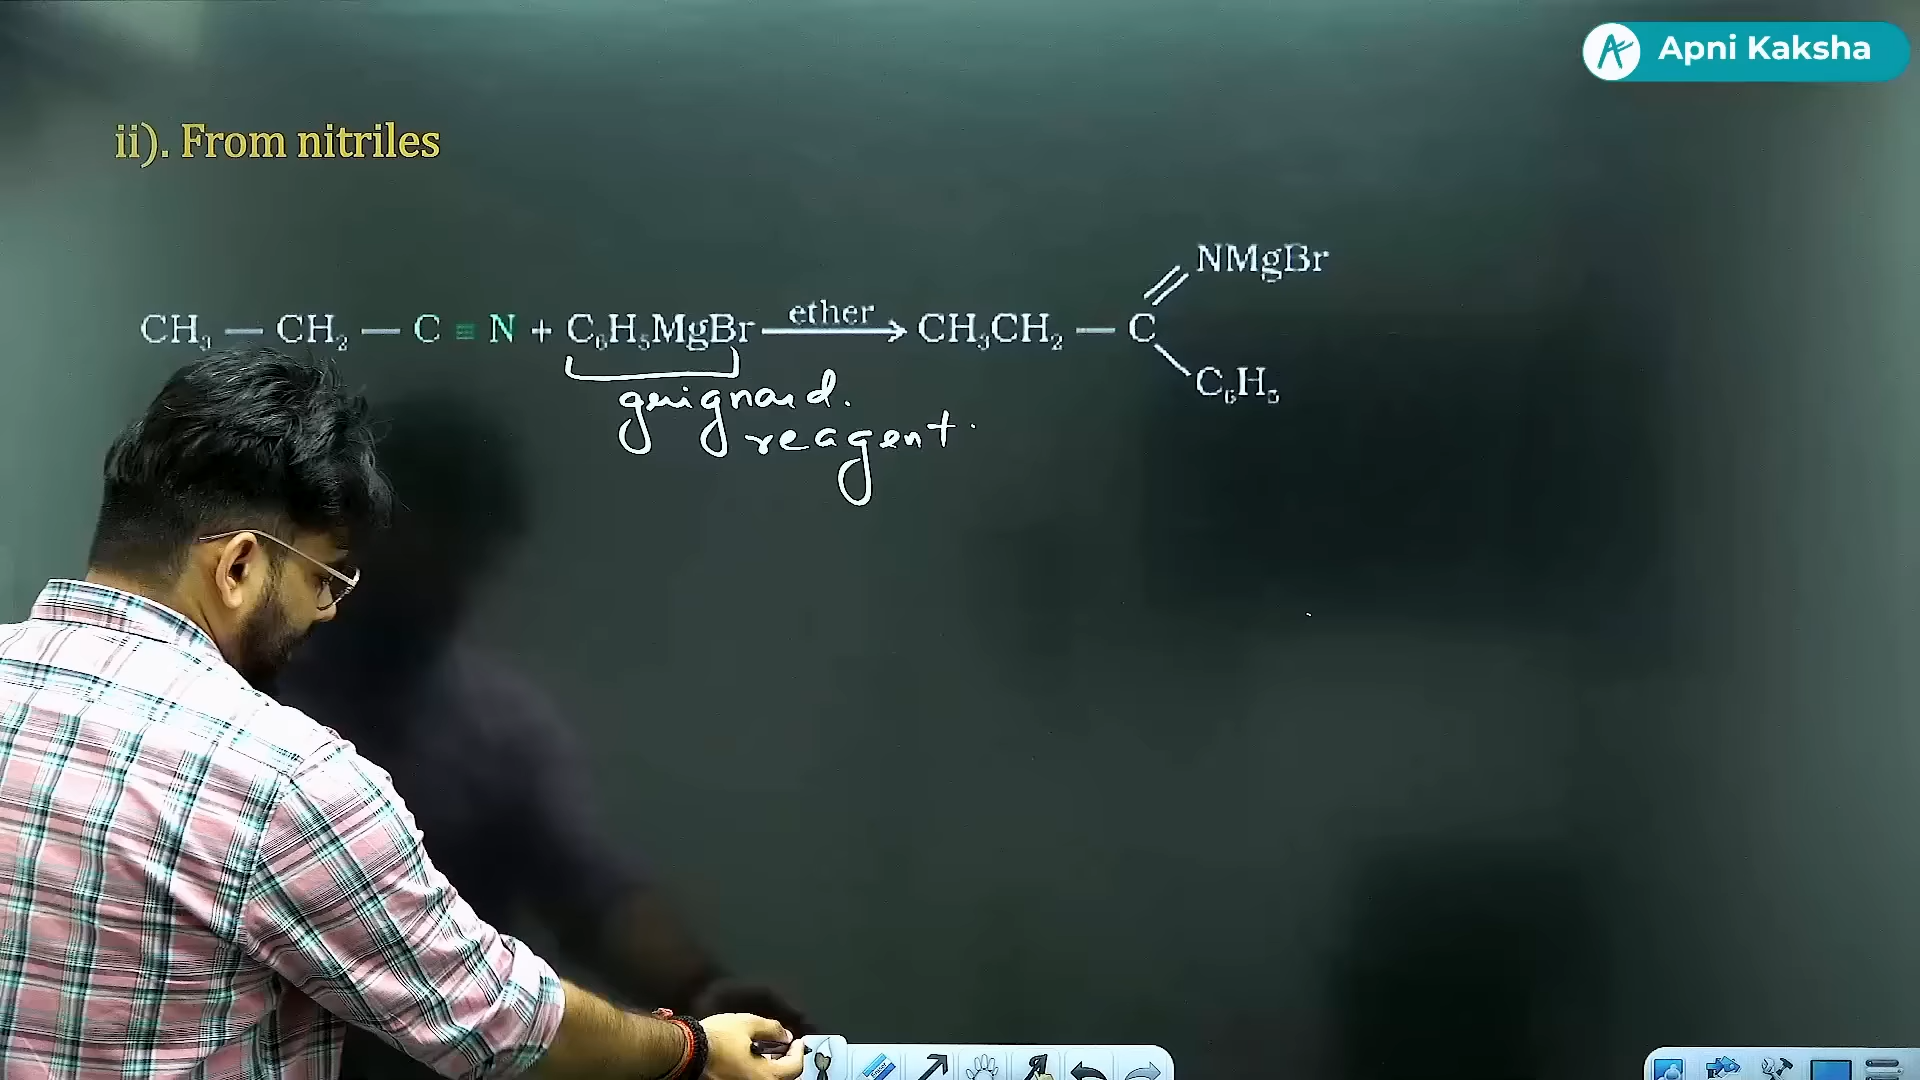 Apni Kaksha
ii). From nitriles
CH₃ — CH₂ — C ≡ N + C₆H₅MgBr ether → CH₃CH₂ — C
NMgBr
C₆H₅
grignard.
reagent.